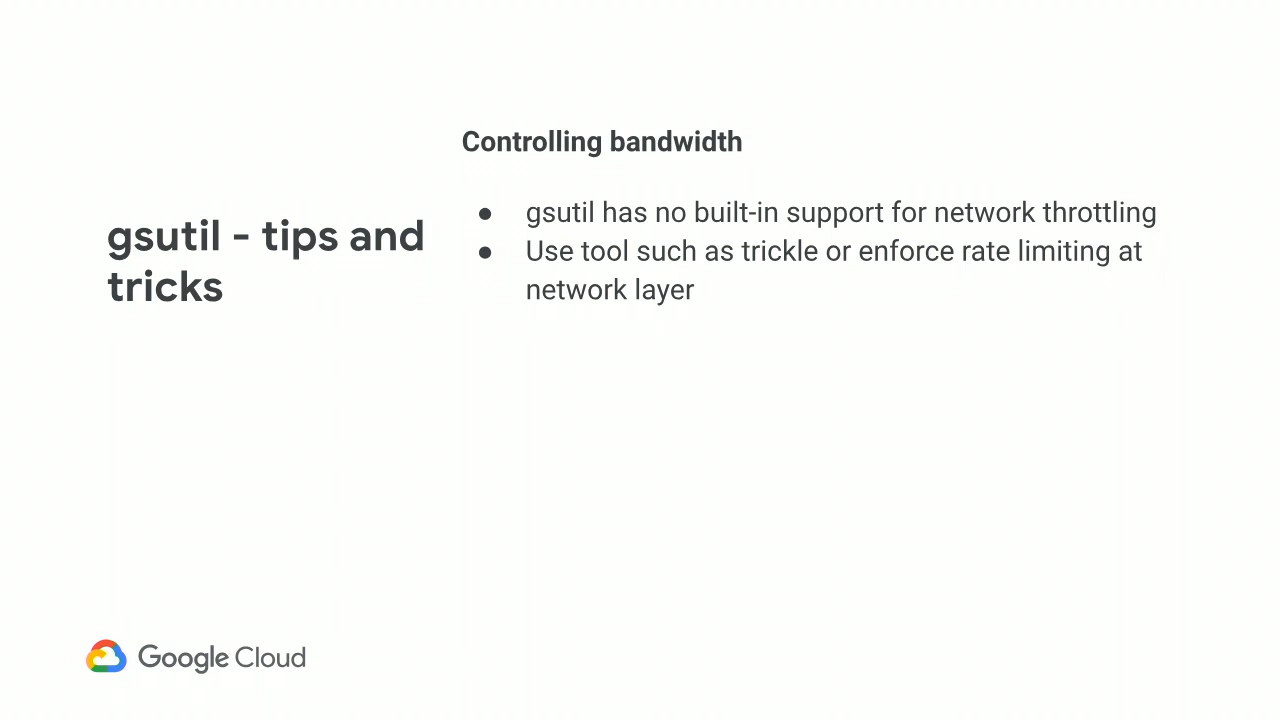 gsutil - tips and
tricks
Controlling bandwidth
● gsutil has no built-in support for network throttling
● Use tool such as trickle or enforce rate limiting at
network layer
Google Cloud